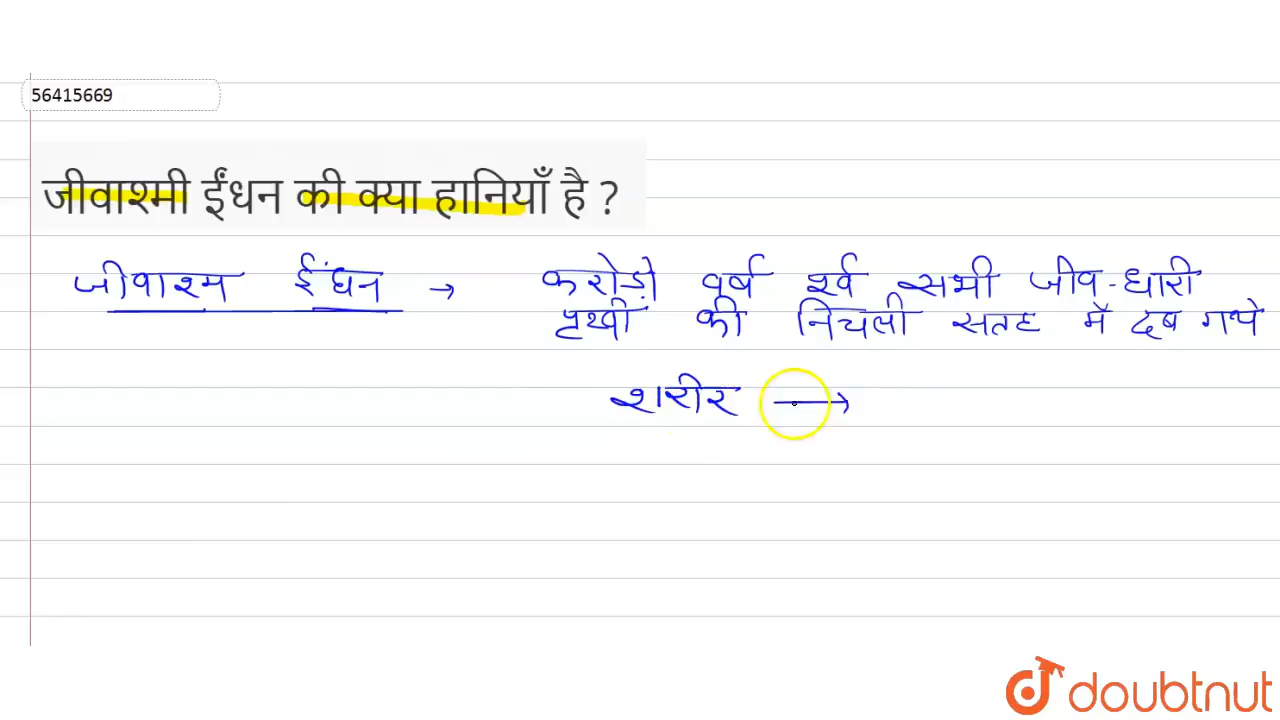 56415669
जीवाश्मी ईंधन की क्या हानियाँ है ?
जीवाश्म ईंधन → करोड़ो वर्ष पूर्व सभी जीव-धारी
पृथ्वी की निचली सतह में दब गये
शरीर →
doubtnut